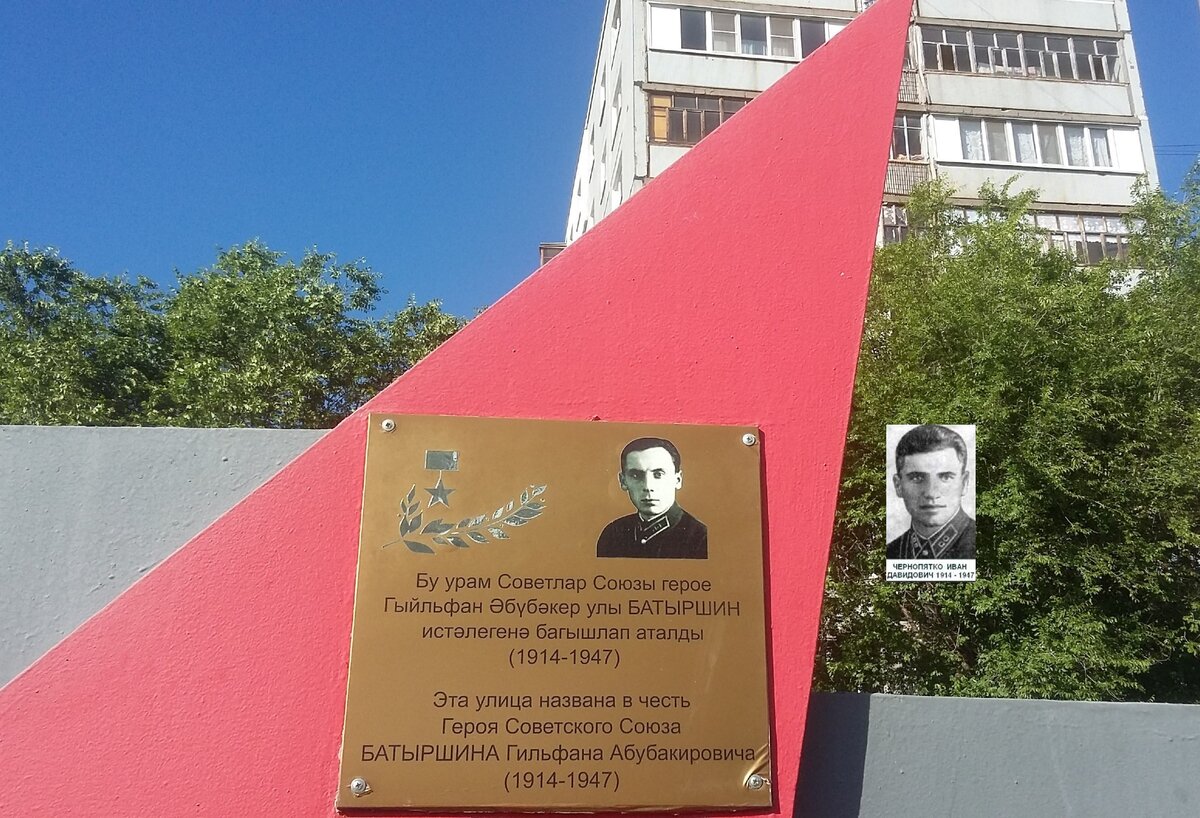 Бу урам Советлар Союзы герое
Гыйльфан Әбүбәкер улы БАТЫРШИН
истәлегенә багышлап аталды
(1914-1947)
Эта улица названа в честь
Героя Советского Союза
БАТЫРШИНА Гильфана Абубакировича
(1914-1947)
ЧЕРНОПЯТКО ИВАН
ДАВИДОВИЧ 1914 - 1947